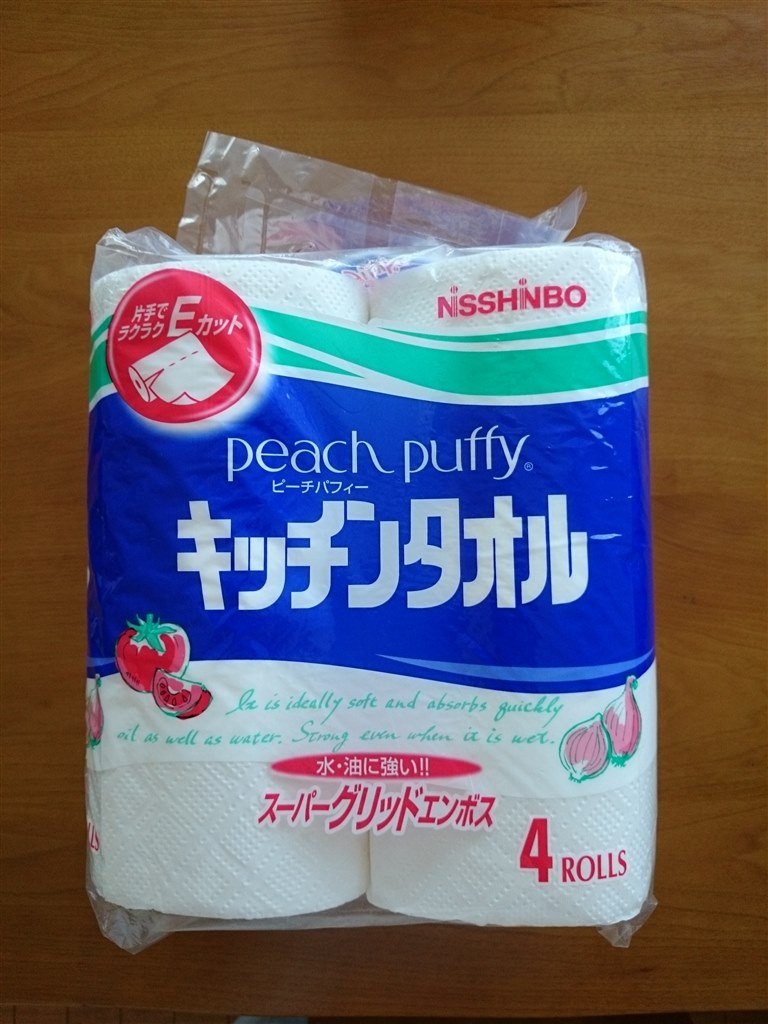 NISSHINBO
片手で
ラクラクEカット
peach puffy®
ピーチパフィー
キッチンタオル
It is ideally soft and absorbs quickly
oil as well as water. Strong even when it is wet.
水・油に強い!!
スーパーグリッドエンボス
4 ROLLS